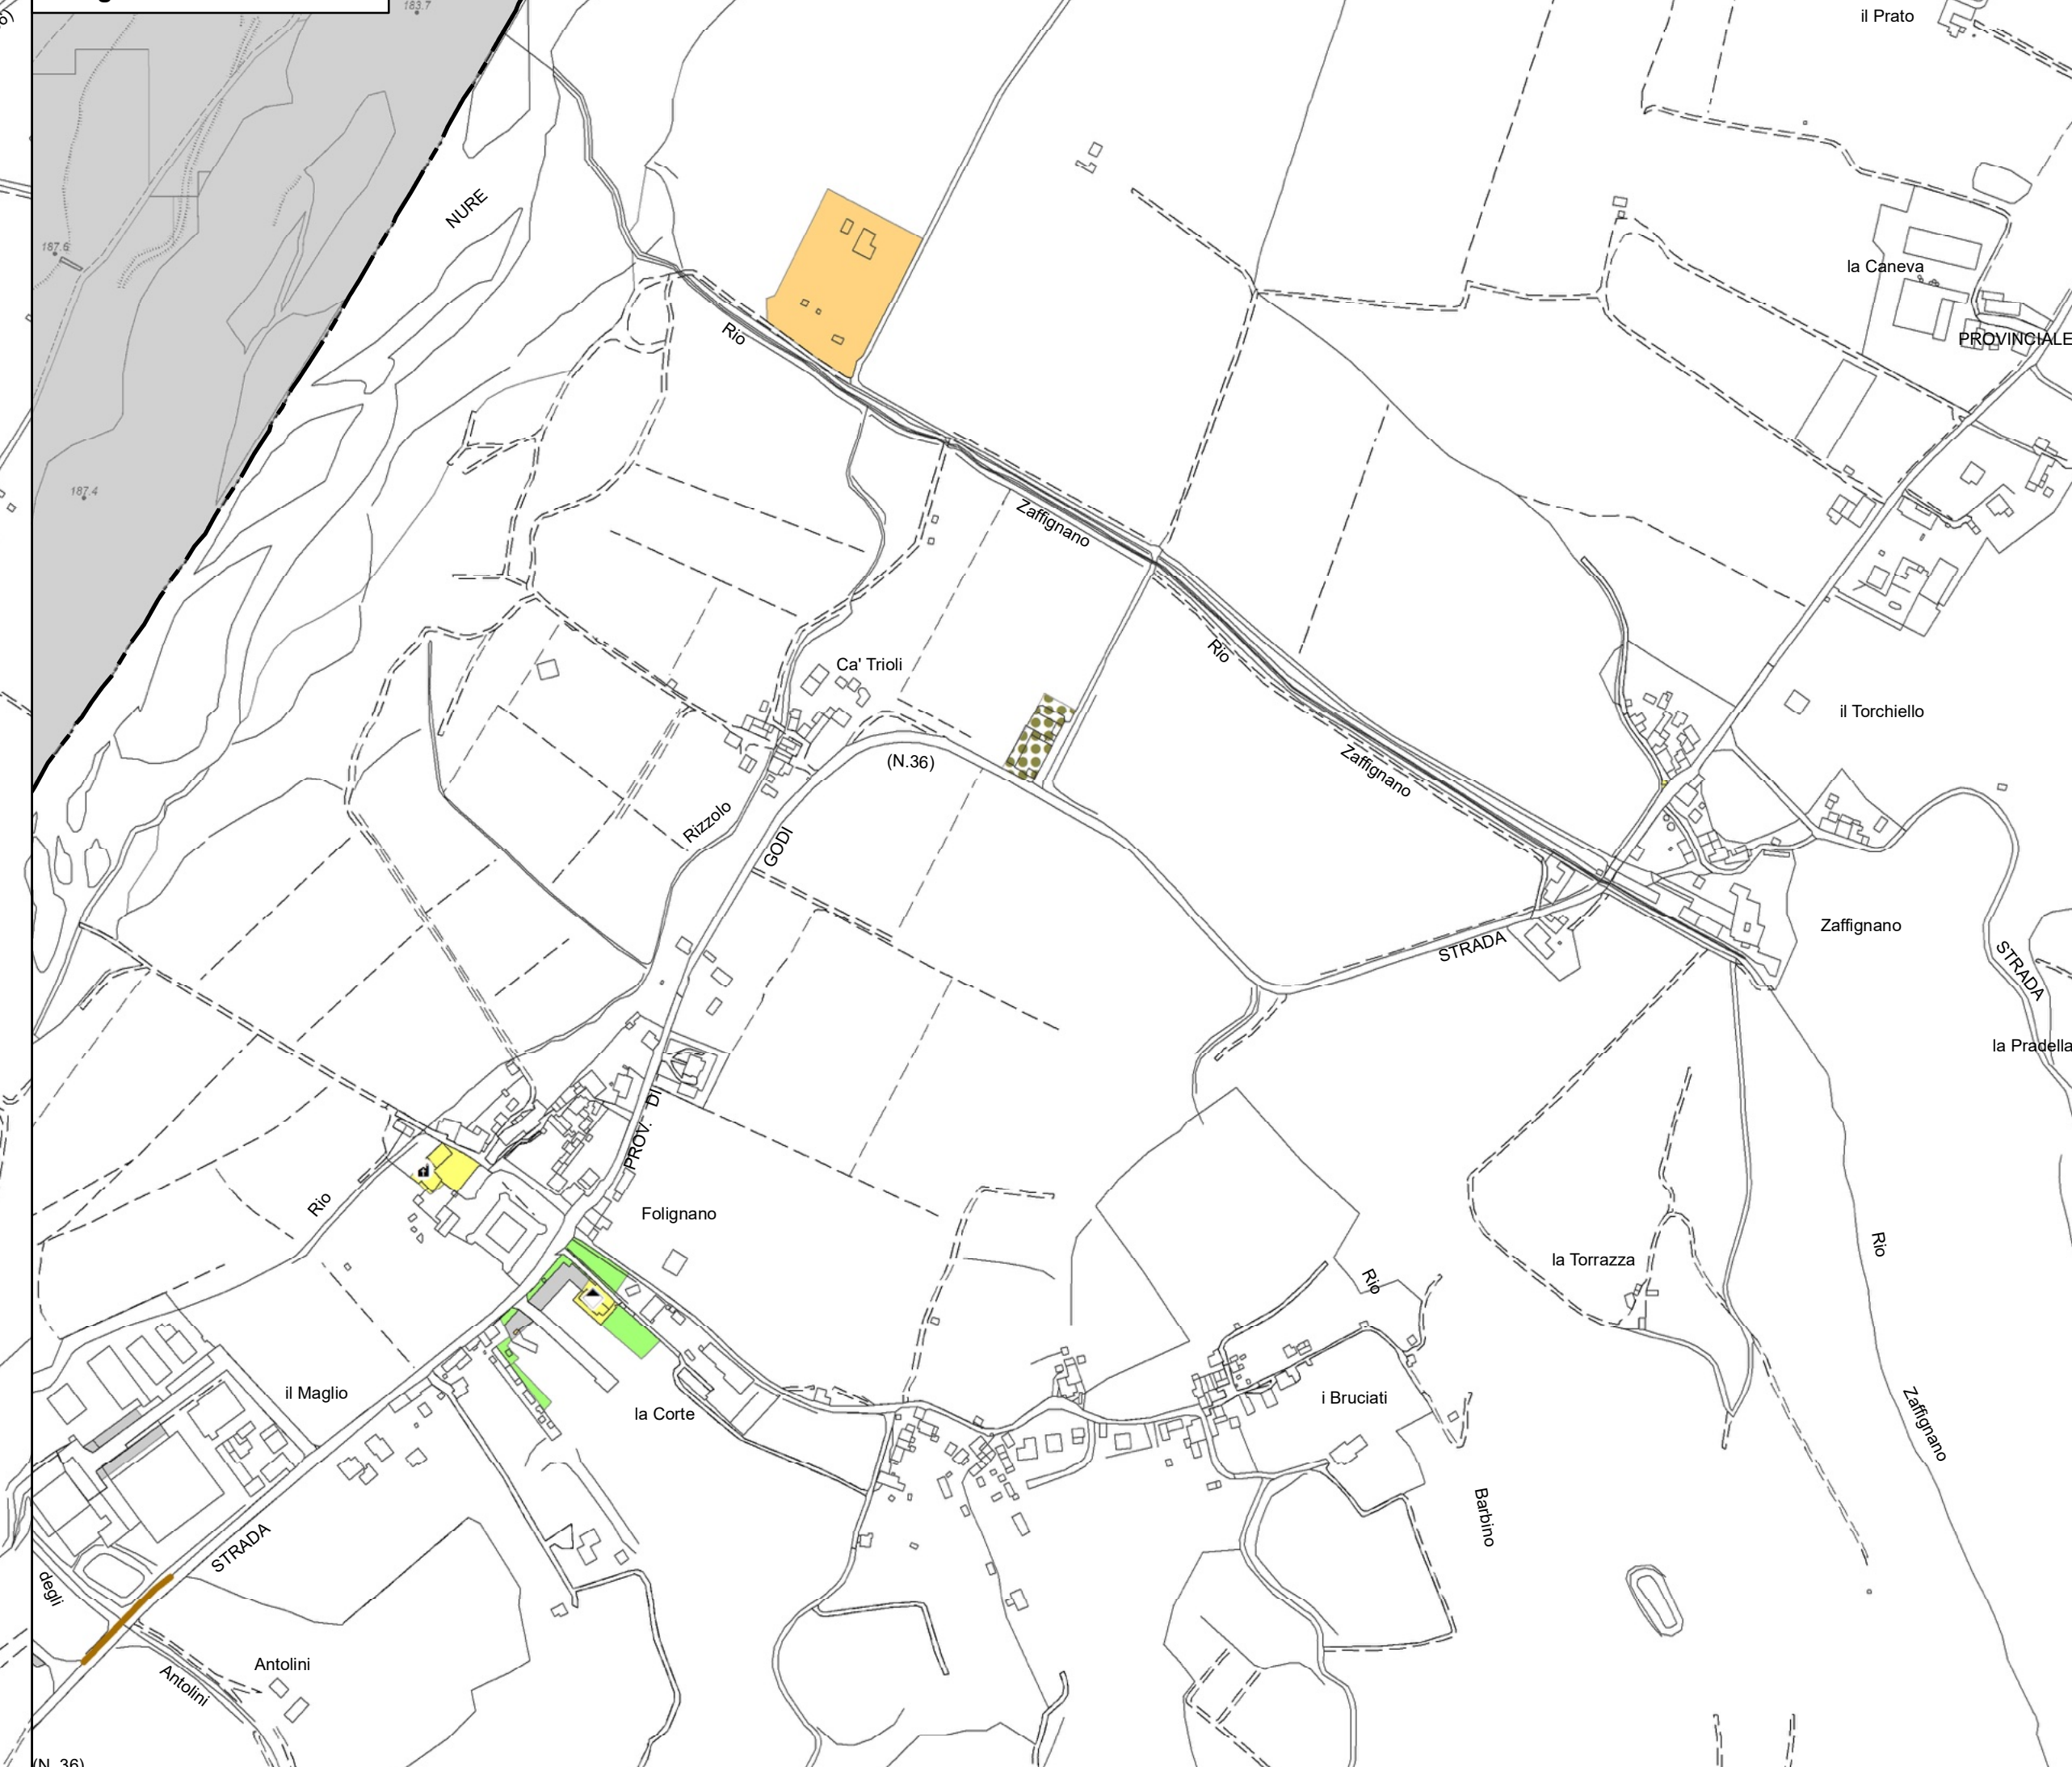 183.7
il Prato
NURE
187.6
la Caneva
Rio
PROVINCIALE
187.4
Zaffignano
Rio
Ca' Trioli
il Torchiello
(N.36)
Zaffignano
Rizzolo
GODI
Zaffignano
STRADA
STRADA
la Pradella
DI
PROV.
Rio
Folignano
Rio
la Torrazza
Rio
il Maglio
i Bruciati
la Corte
Zaffignano
Barbino
STRADA
degli
Antolini
Antolini
(N. 36)